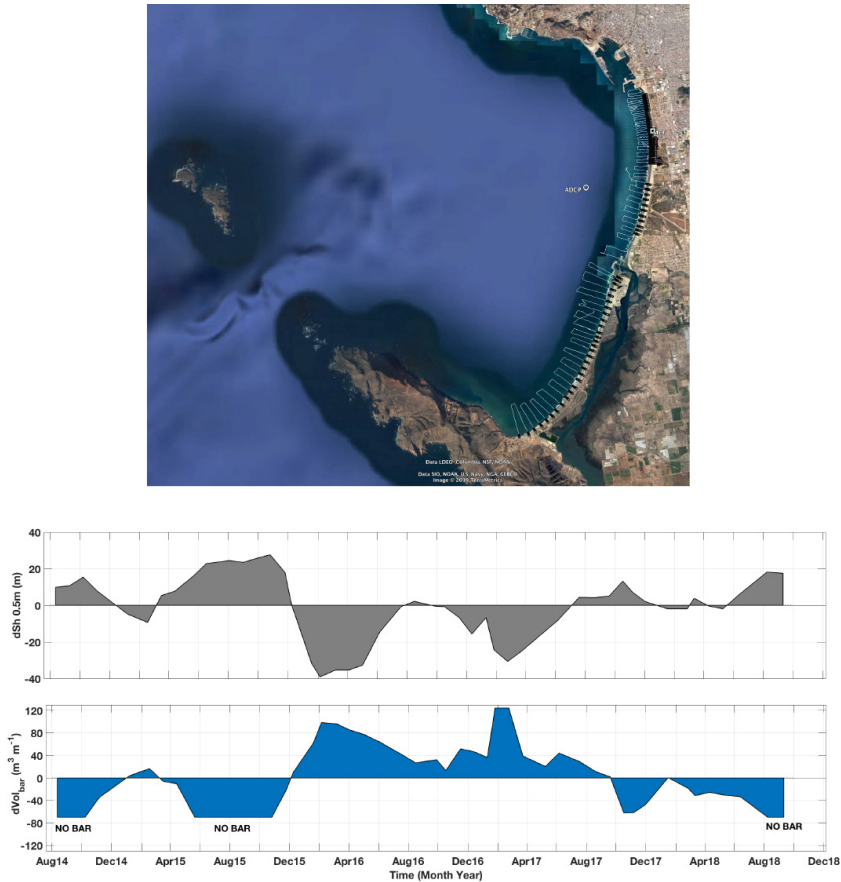 ADCP
Data LDEO-Columbia, NSF, NOAA
Data SIO, NOAA, U.S. Navy, NGA, GEBCO
Image © 2019 TerraMetrics
40
20
0
-20
-40
dSh 0.5m (m)
120
80
40
0
-40
-80
-120
dVol bar (m³ m⁻¹)
NO BAR
NO BAR
NO BAR
Aug14 Dec14 Apr15 Aug15 Dec15 Apr16 Aug16 Dec16 Apr17 Aug17 Dec17 Apr18 Aug18 Dec18
Time (Month Year)